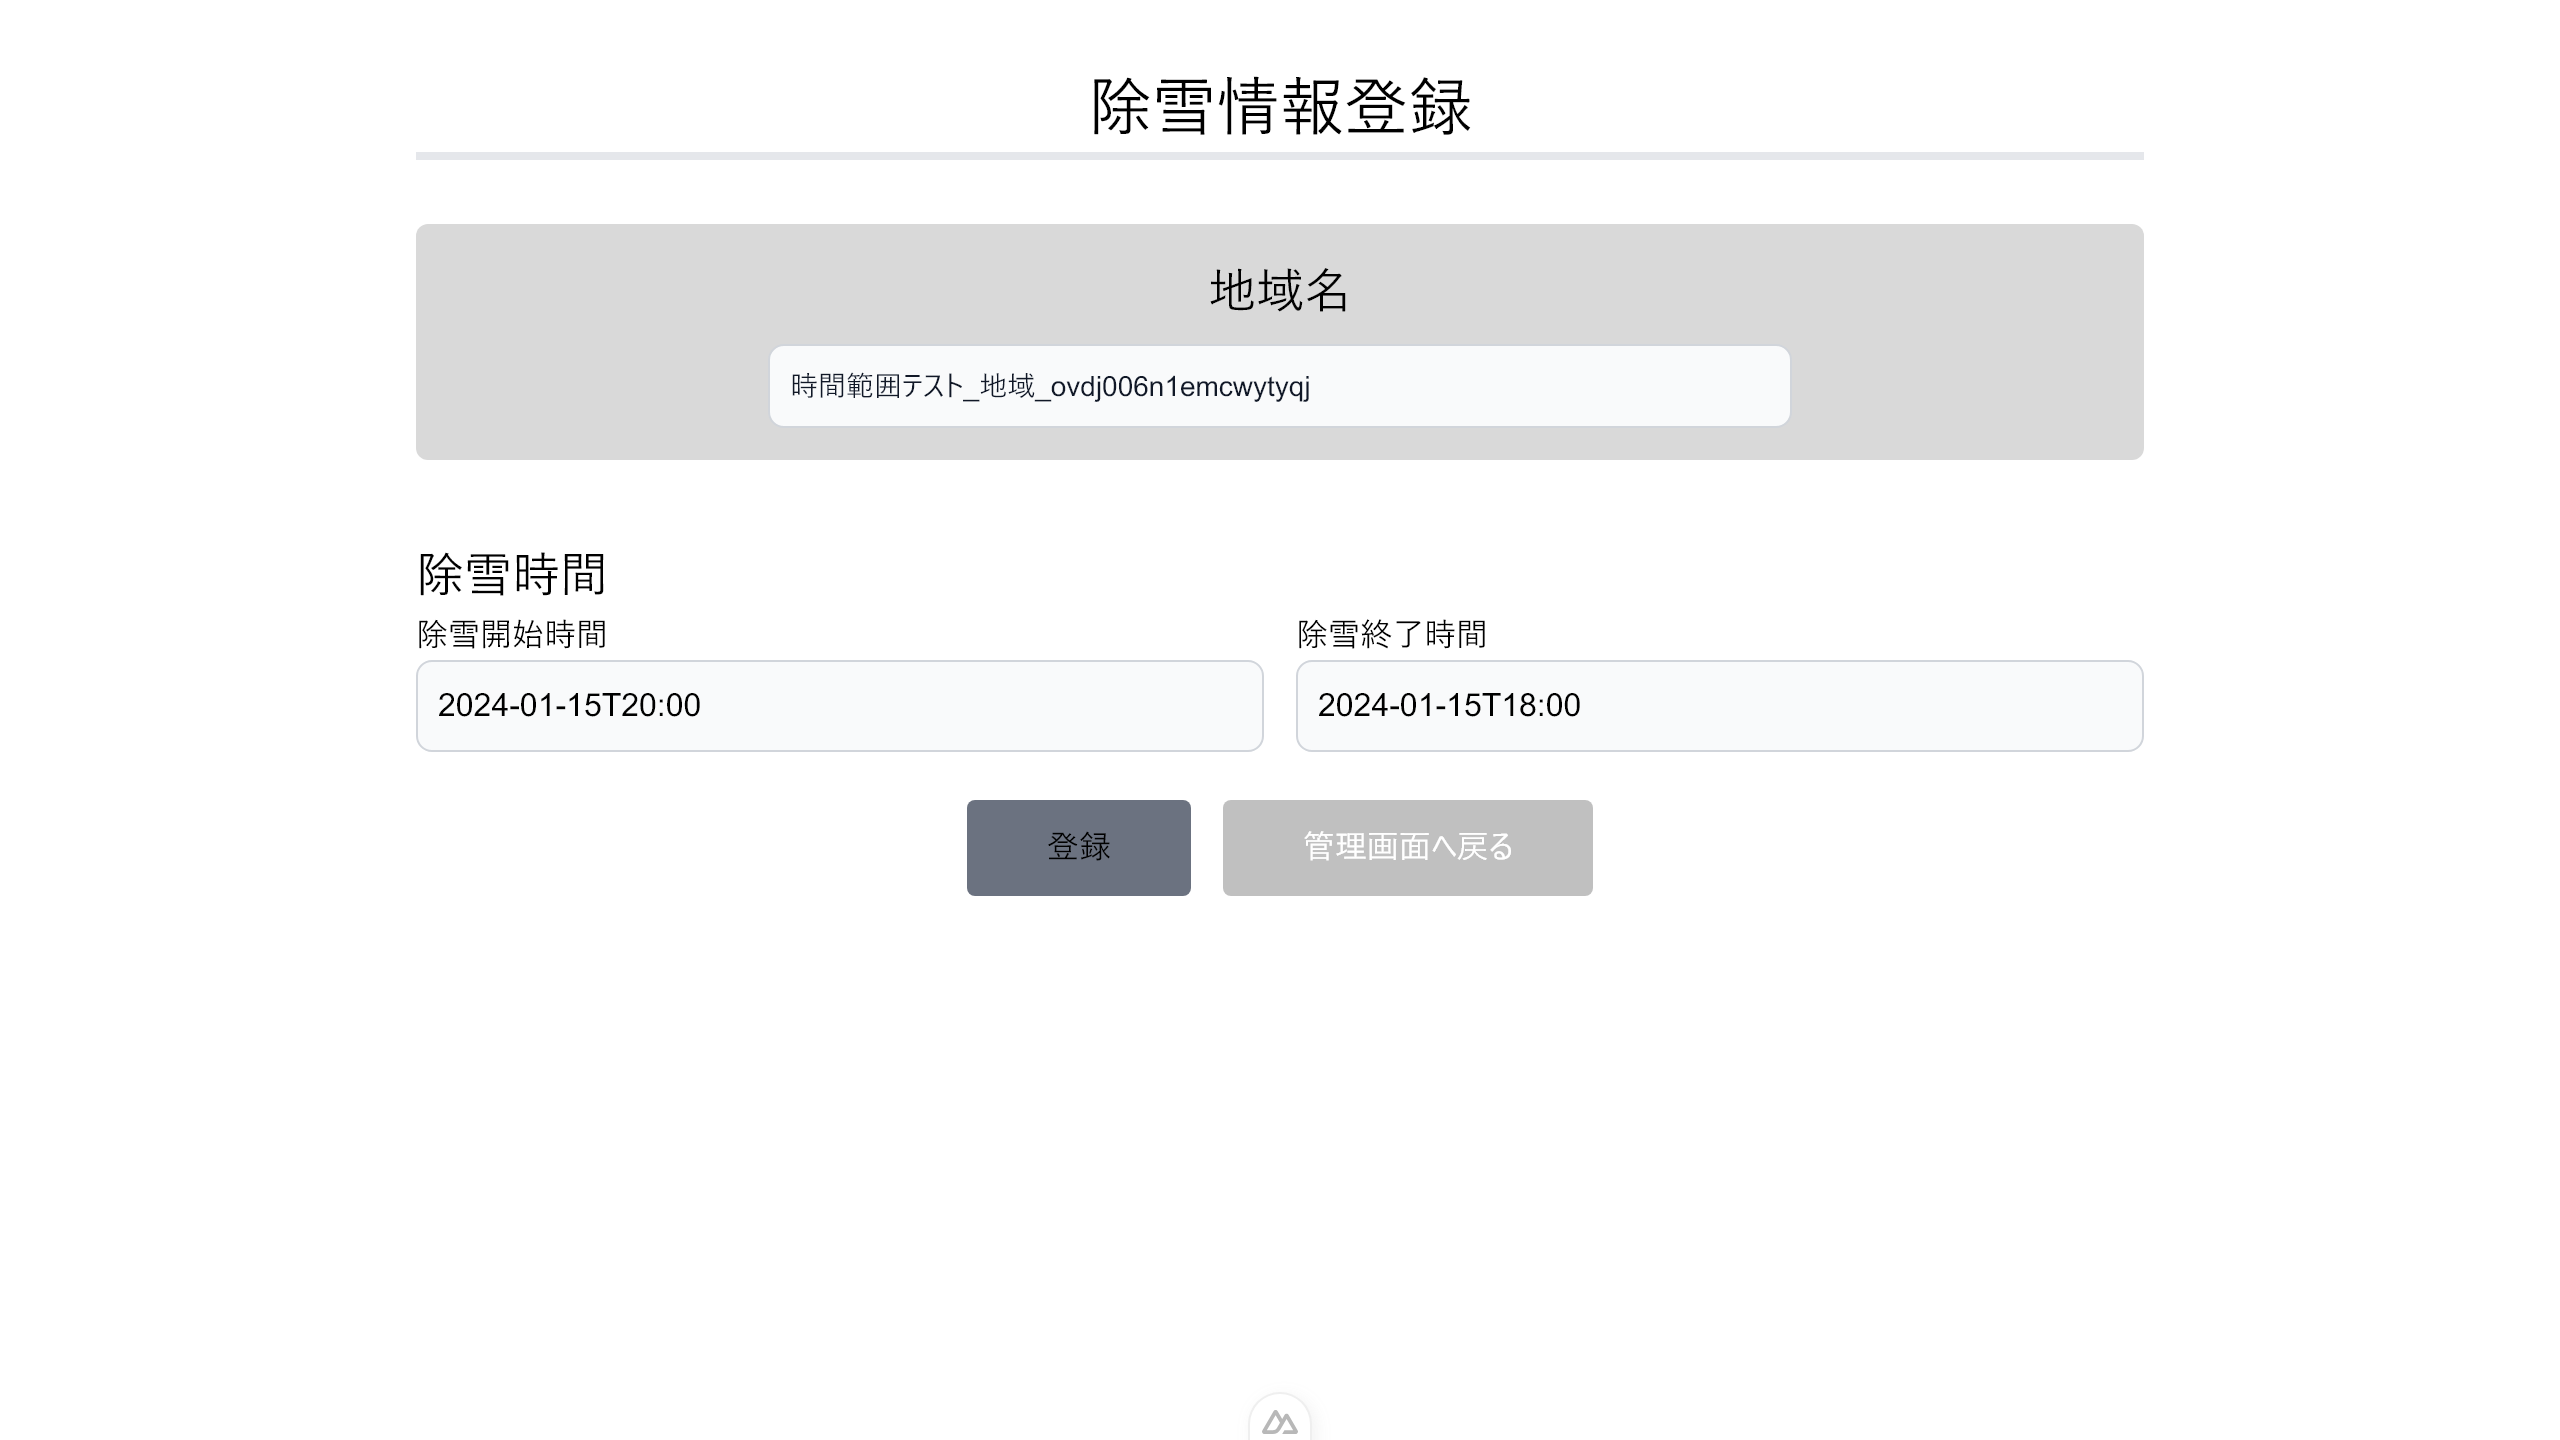 除雪情報登録
地域名
時間範囲テスト_地域_ovdj006n1emcwytyqj
除雪時間
除雪開始時間
除雪終了時間
2024-01-15T20:00
2024-01-15T18:00
登録
管理画面へ戻る